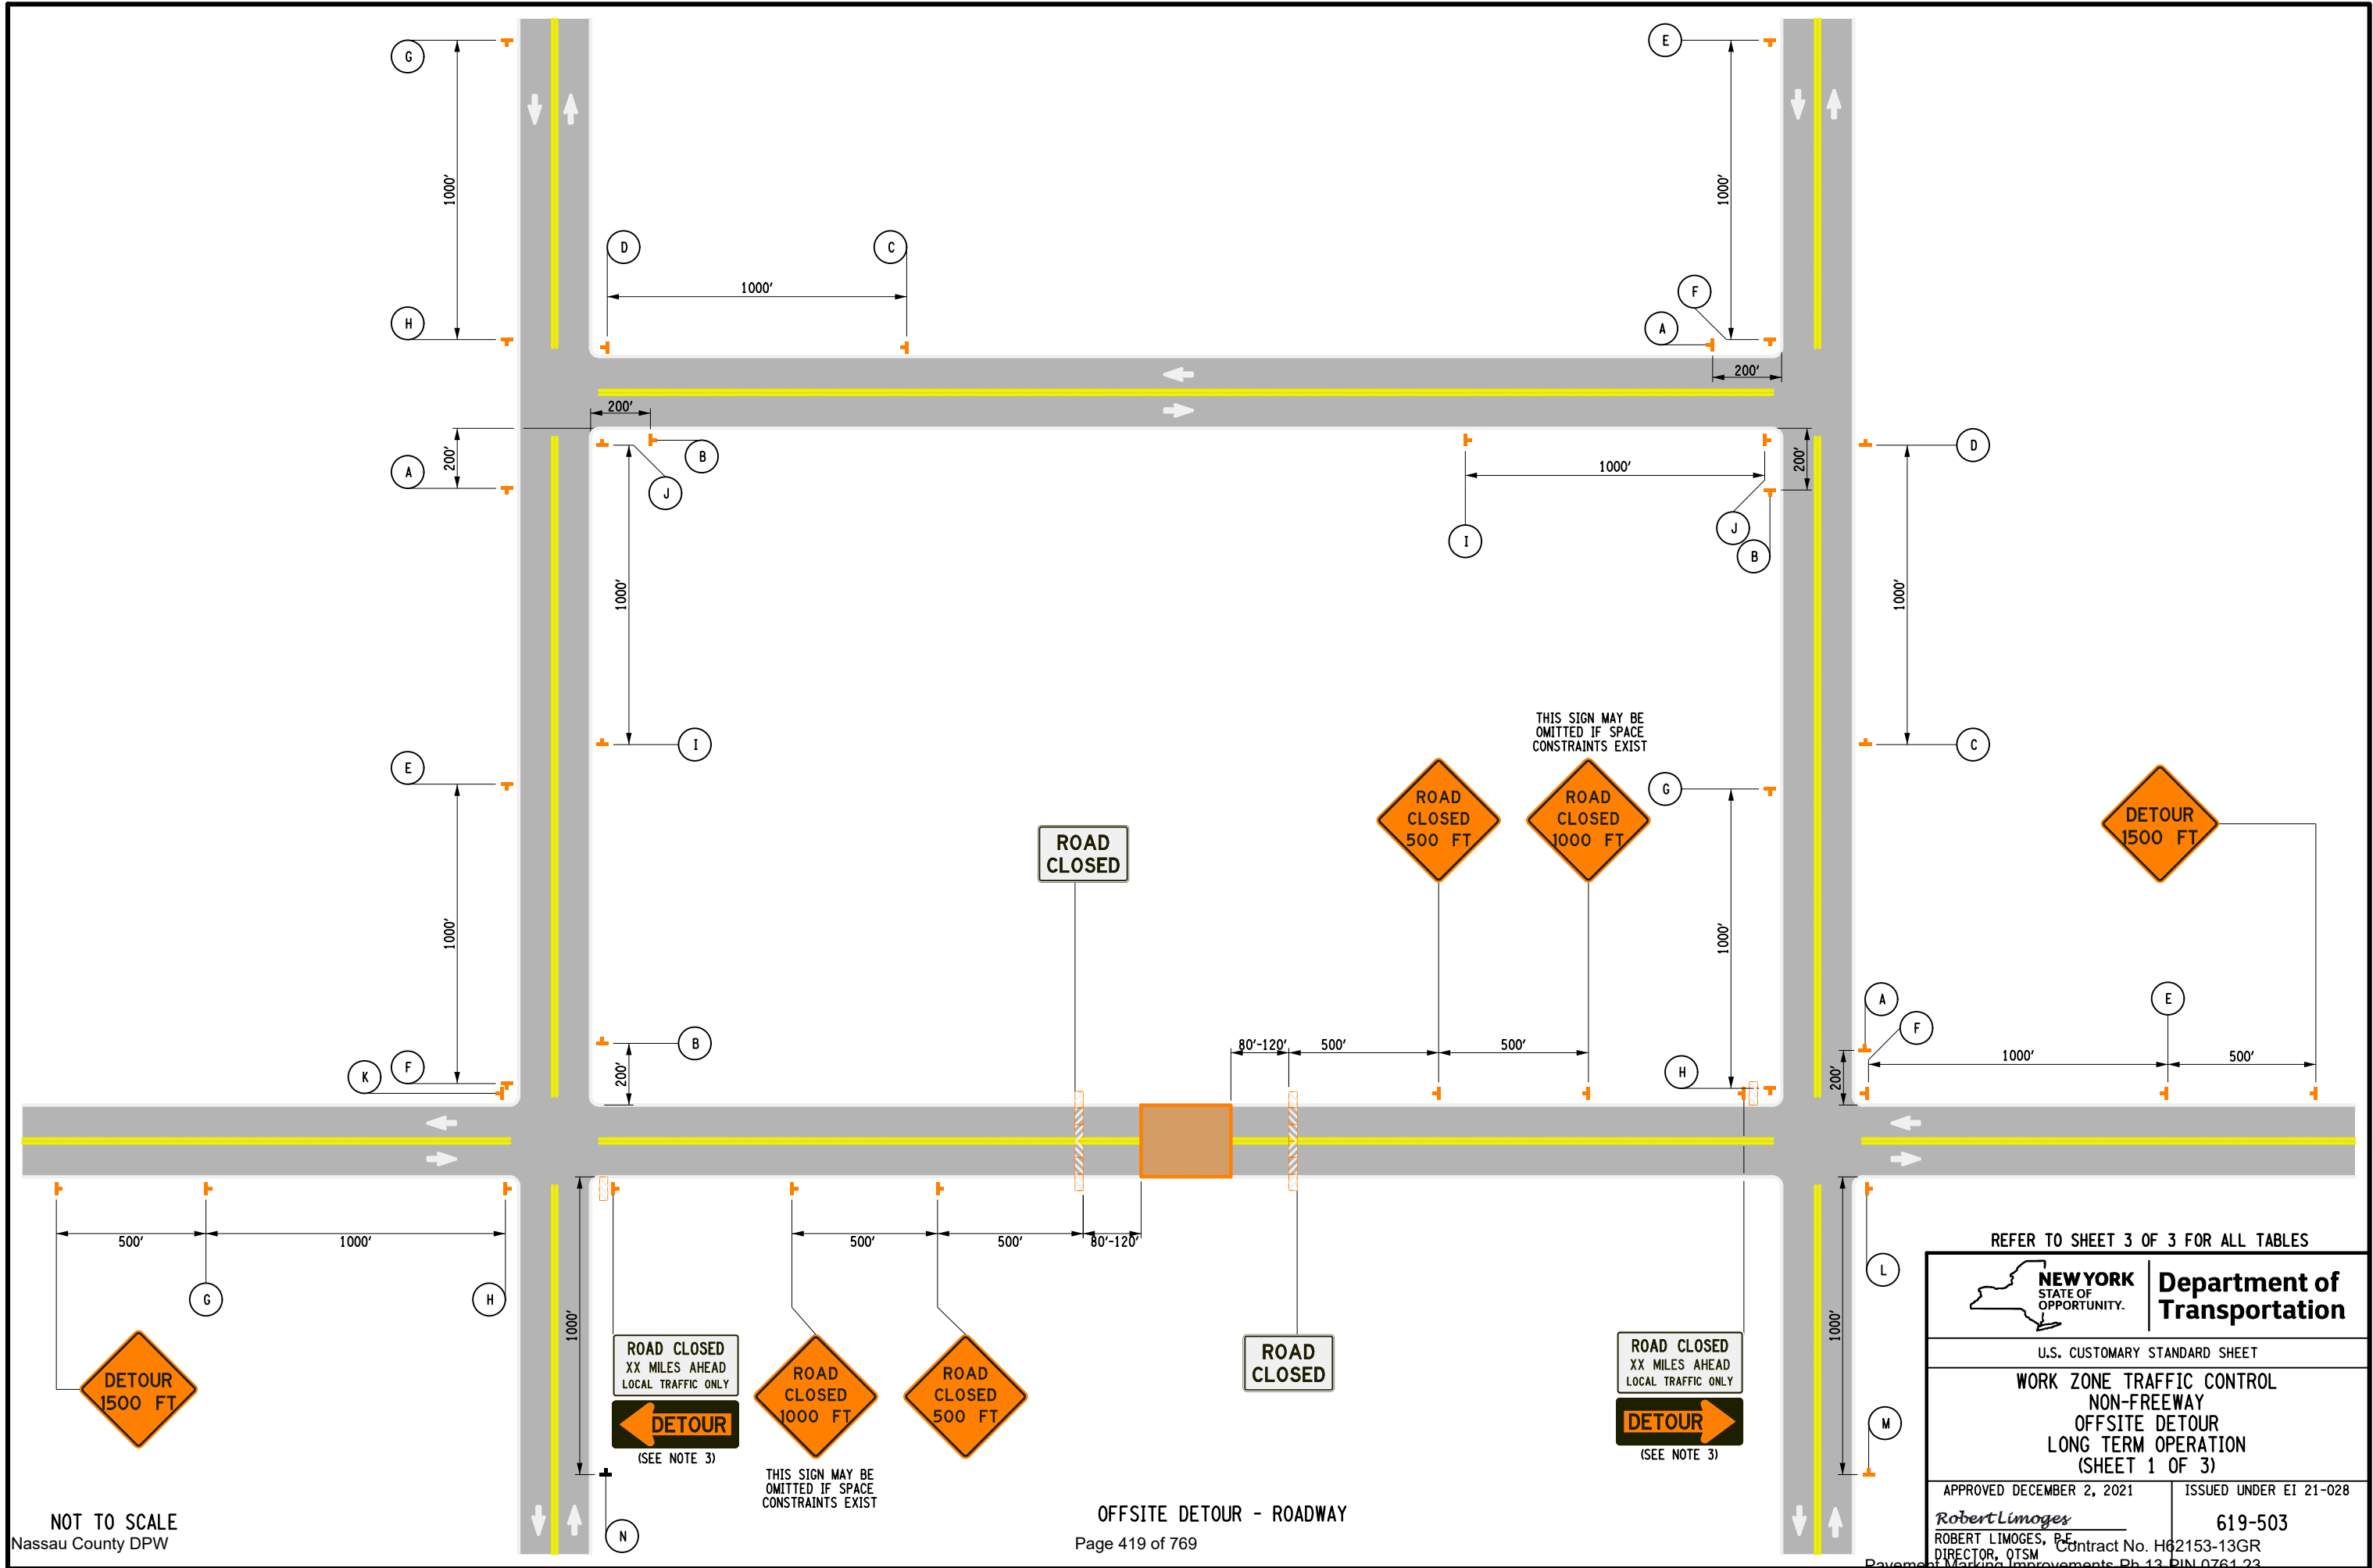 G
E
1000'
1000'
D
C
1000'
F
H
A
200'
200'
A
200'
B
J
D
1000'
200'
J
I
B
1000'
1000'
I
C
E
THIS SIGN MAY BE
OMITTED IF SPACE
CONSTRAINTS EXIST
G
ROAD
CLOSED
500 FT
ROAD
CLOSED
1000 FT
DETOUR
1500 FT
ROAD
CLOSED
1000'
1000'
A
E
F
B
80'-120'
500'
500'
1000'
500'
K
F
200'
H
200'
500'
1000'
500'
500'
80'-120'
G
H
1000'
1000'
L
M
N
DETOUR
1500 FT
ROAD CLOSED
XX MILES AHEAD
LOCAL TRAFFIC ONLY
DETOUR
(SEE NOTE 3)
ROAD
CLOSED
1000 FT
THIS SIGN MAY BE
OMITTED IF SPACE
CONSTRAINTS EXIST
ROAD
CLOSED
500 FT
ROAD
CLOSED
ROAD CLOSED
XX MILES AHEAD
LOCAL TRAFFIC ONLY
DETOUR
(SEE NOTE 3)
REFER TO SHEET 3 OF 3 FOR ALL TABLES
NEW YORK
STATE OF
OPPORTUNITY.
Department of
Transportation
U.S. CUSTOMARY STANDARD SHEET
WORK ZONE TRAFFIC CONTROL
NON-FREEWAY
OFFSITE DETOUR
LONG TERM OPERATION
(SHEET 1 OF 3)
APPROVED DECEMBER 2, 2021
ISSUED UNDER EI 21-028
Robert Limoges
ROBERT LIMOGES, P.E.
DIRECTOR, OTSM
619-503
NOT TO SCALE
OFFSITE DETOUR - ROADWAY
Nassau County DPW
Page 419 of 769
Contract No. H62153-13GR
Pavement Marking Improvements Ph 13 PIN 0761.23